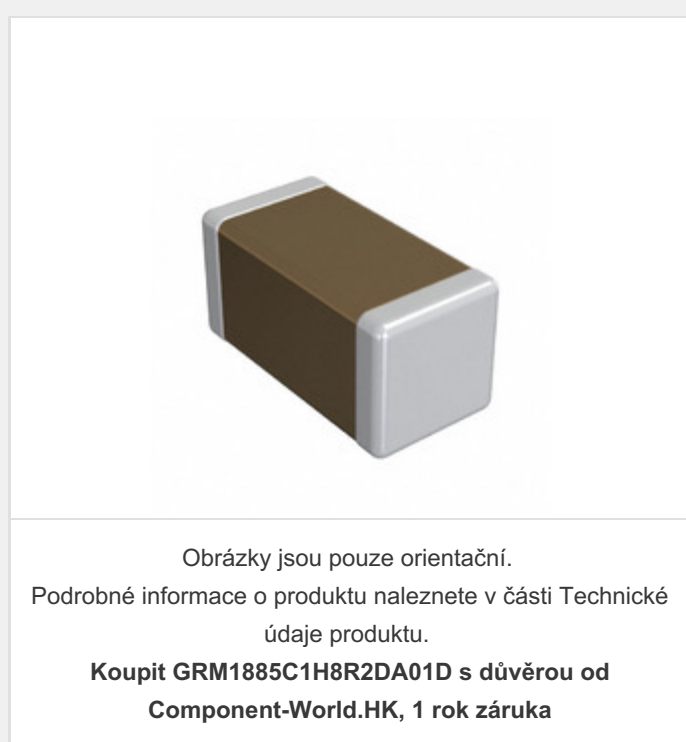 Obrázky jsou pouze orientační.
Podrobné informace o produktu naleznete v části Technické
údaje produktu.
Koupit GRM1885C1H8R2DA01D s důvěrou od
Component-World.HK, 1 rok záruka